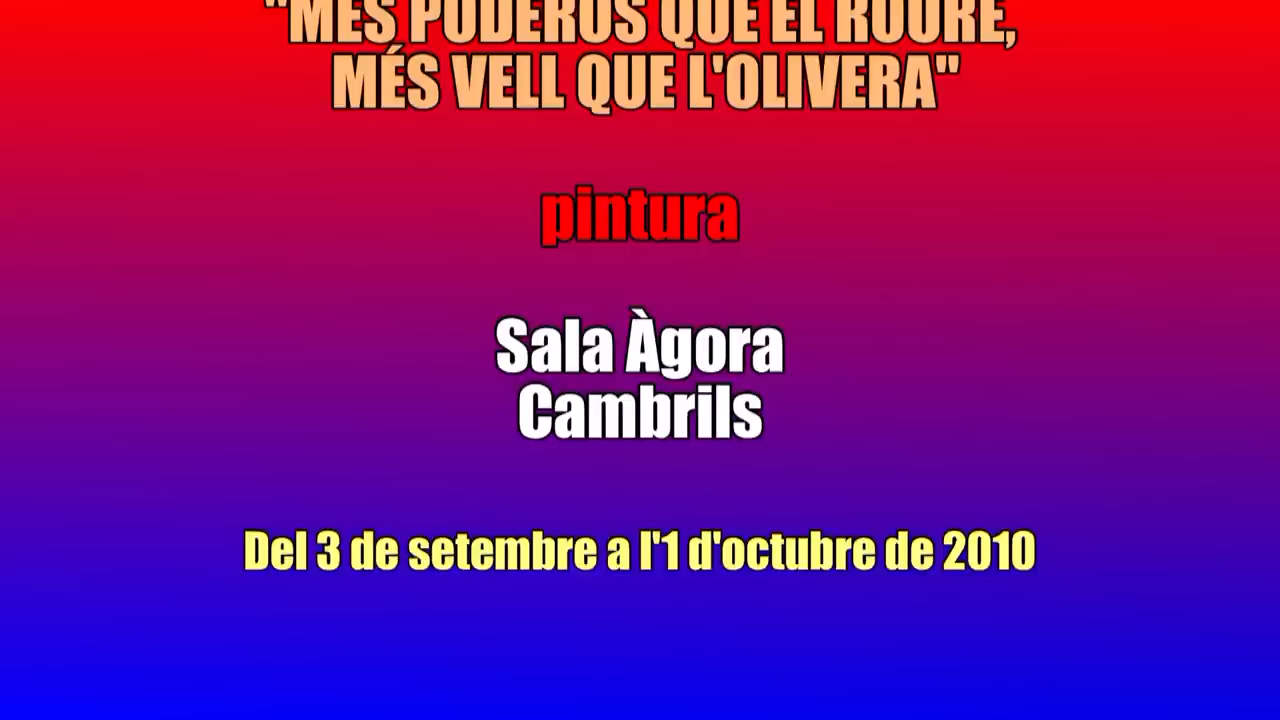 "MÉS PODERÓS QUE EL ROURE,
MÉS VELL QUE L'OLIVERA"
pintura
Sala Àgora
Cambrils
Del 3 de setembre a l'1 d'octubre de 2010